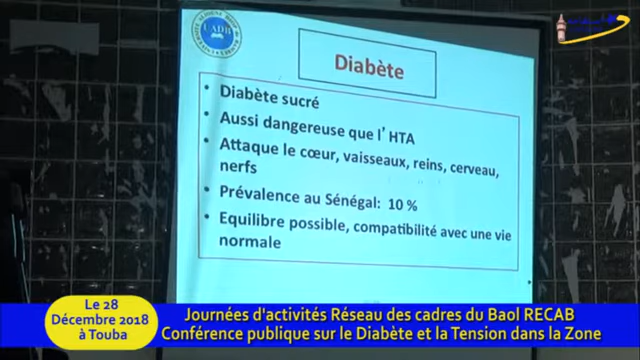 UADB
Diabète
• Diabète sucré
• Aussi dangereuse que l'HTA
• Attaque le cœur, vaisseaux, reins, cerveau,
nerfs
• Prévalence au Sénégal: 10 %
• Equilibre possible, compatibilité avec une vie
normale
Le 28
Décembre 2018
à Touba
Journées d'activités Réseau des cadres du Baol RECAB
Conférence publique sur le Diabète et la Tension dans la Zone